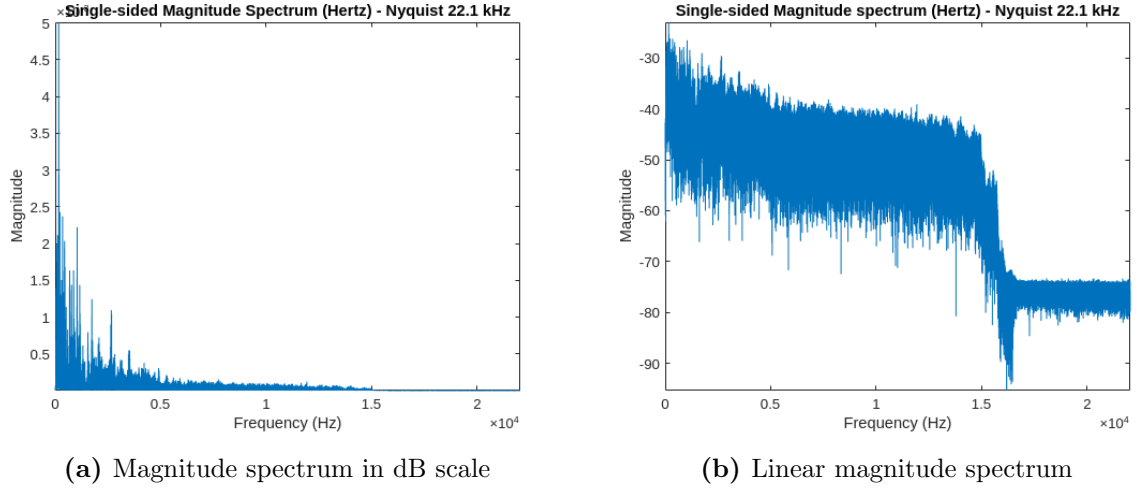 Single-sided Magnitude Spectrum (Hertz) - Nyquist 22.1 kHz
5
4.5
4
3.5
3
2.5
2
1.5
1
0.5
Magnitude
0 0.5 1 1.5 2
Frequency (Hz)
×10⁴
(a) Magnitude spectrum in dB scale
Single-sided Magnitude spectrum (Hertz) - Nyquist 22.1 kHz
-30
-40
-50
-60
-70
-80
-90
Magnitude
0 0.5 1 1.5 2
Frequency (Hz)
×10⁴
(b) Linear magnitude spectrum